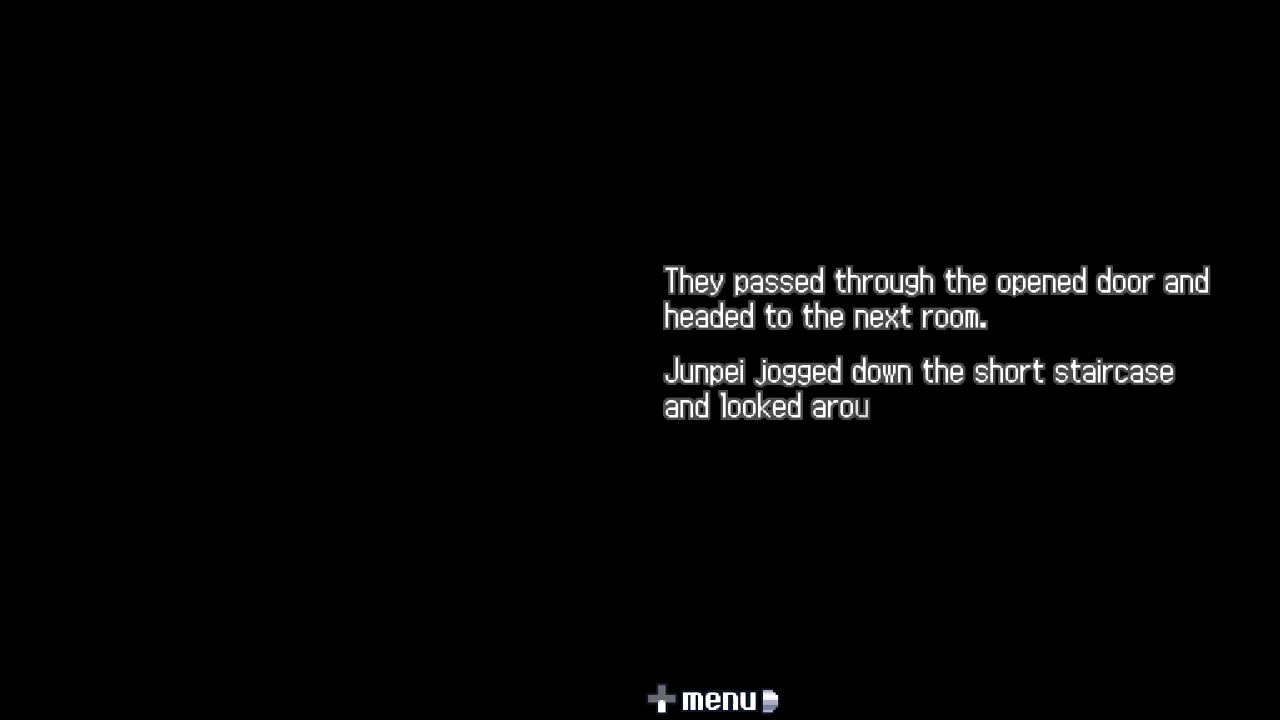 They passed through the opened door and
headed to the next room.
Junpei jogged down the short staircase
and looked arou
menu